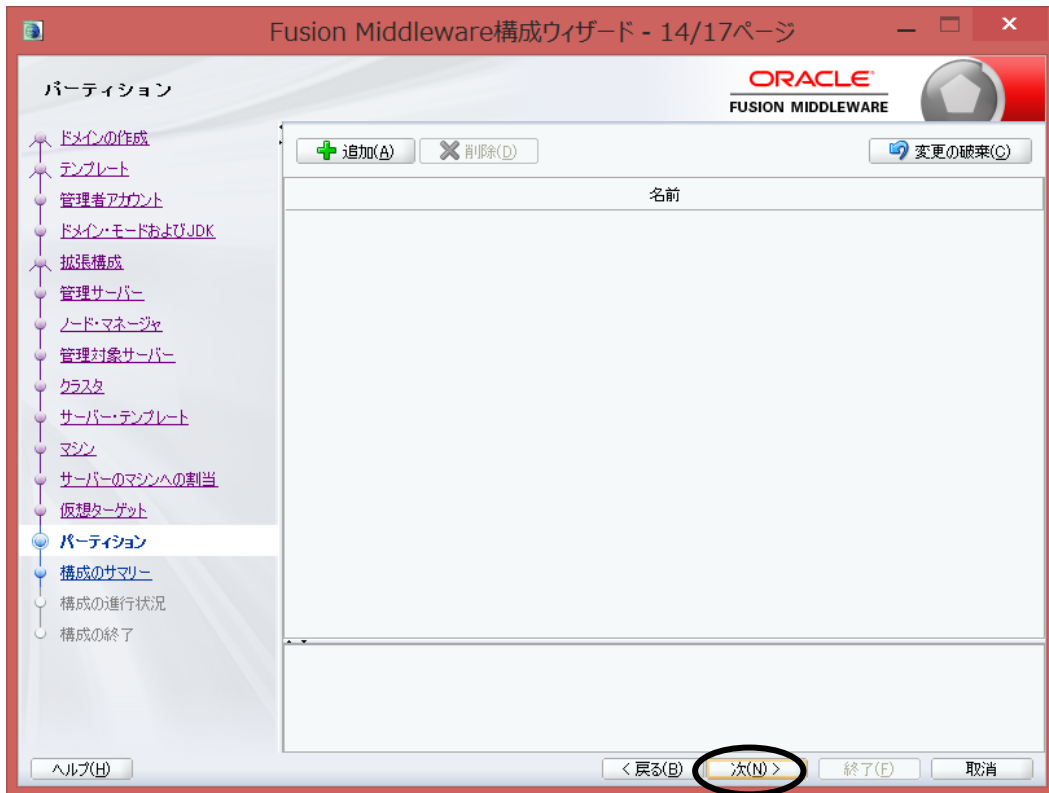 Fusion Middleware構成ウィザード - 14/17ページ
パーティション
ORACLE
FUSION MIDDLEWARE
ドメインの作成
テンプレート
管理者アカウント
ドメイン・モードおよびJDK
拡張構成
管理サーバー
ノード・マネージャ
管理対象サーバー
クラスタ
サーバー・テンプレート
マシン
サーバーのマシンへの割当
仮想ターゲット
パーティション
構成のサマリー
構成の進行状況
構成の終了
追加(A) 削除(D) 変更の破棄(C)
名前
ヘルプ(H) < 戻る(B) 次(N) > 終了(F) 取消